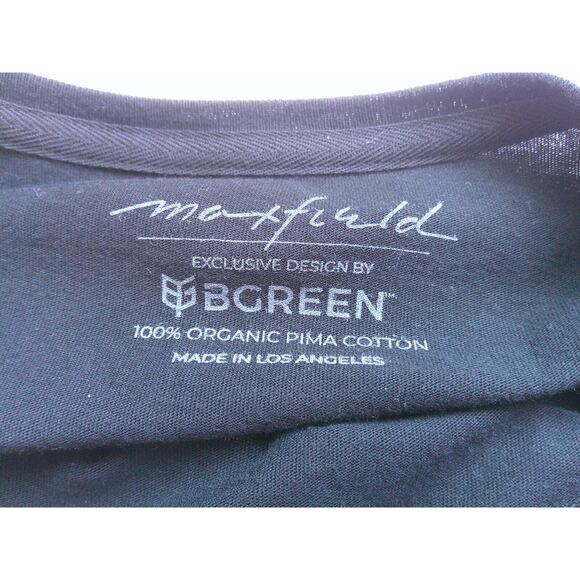 maxfield
EXCLUSIVE DESIGN BY
BGREEN™
100% ORGANIC PIMA COTTON
MADE IN LOS ANGELES